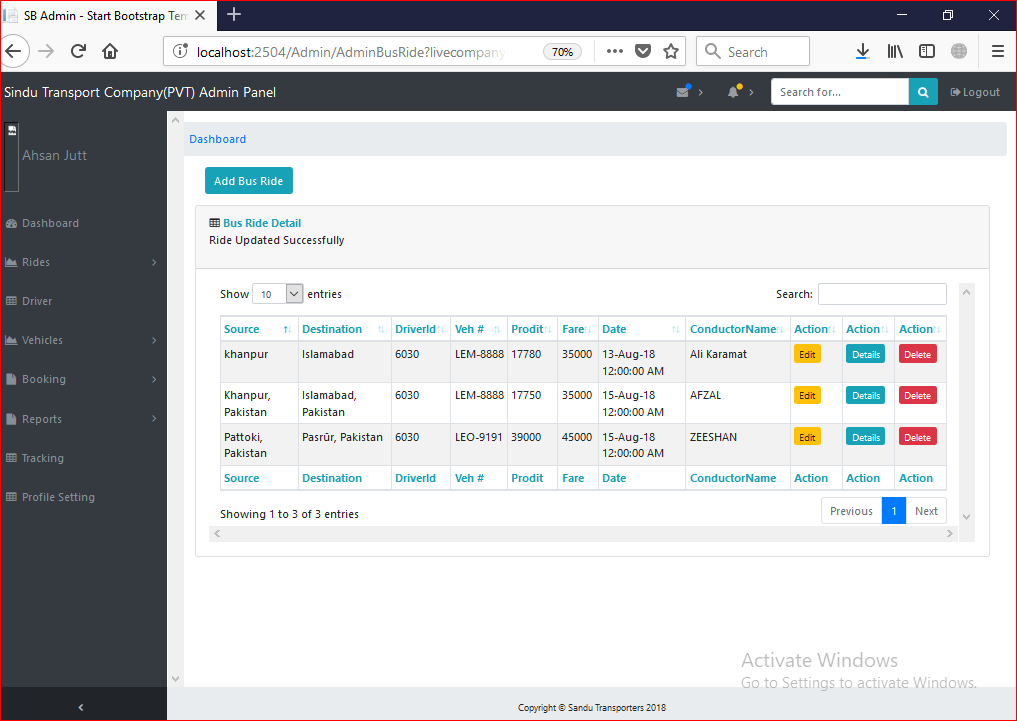 SB Admin - Start Bootstrap Tem
localhost:2504/Admin/AdminBusRide?livecompany
70%
Search
Sindu Transport Company(PVT) Admin Panel
Search for...
Logout
Ahsan Jutt
Dashboard
Rides
Driver
Vehicles
Booking
Reports
Tracking
Profile Setting
Dashboard
Add Bus Ride
Bus Ride Detail
Ride Updated Successfully
Show 10 entries
Search:
Source Destination DriverId Veh # Prodit Fare Date ConductorName Action Action Action
khanpur Islamabad 6030 LEM-8888 17780 35000 13-Aug-18 Ali Karamat Edit Details Delete
12:00:00 AM
Khanpur, Islamabad, 6030 LEM-8888 17750 35000 15-Aug-18 AFZAL Edit Details Delete
Pakistan Pakistan 12:00:00 AM
Pattoki, Pasrūr, Pakistan 6030 LEO-9191 39000 45000 15-Aug-18 ZEESHAN Edit Details Delete
Pakistan 12:00:00 AM
Source Destination DriverId Veh # Prodit Fare Date ConductorName Action Action Action
Showing 1 to 3 of 3 entries
Previous 1 Next
Activate Windows
Go to Settings to activate Windows.
Copyright © Sandu Transporters 2018